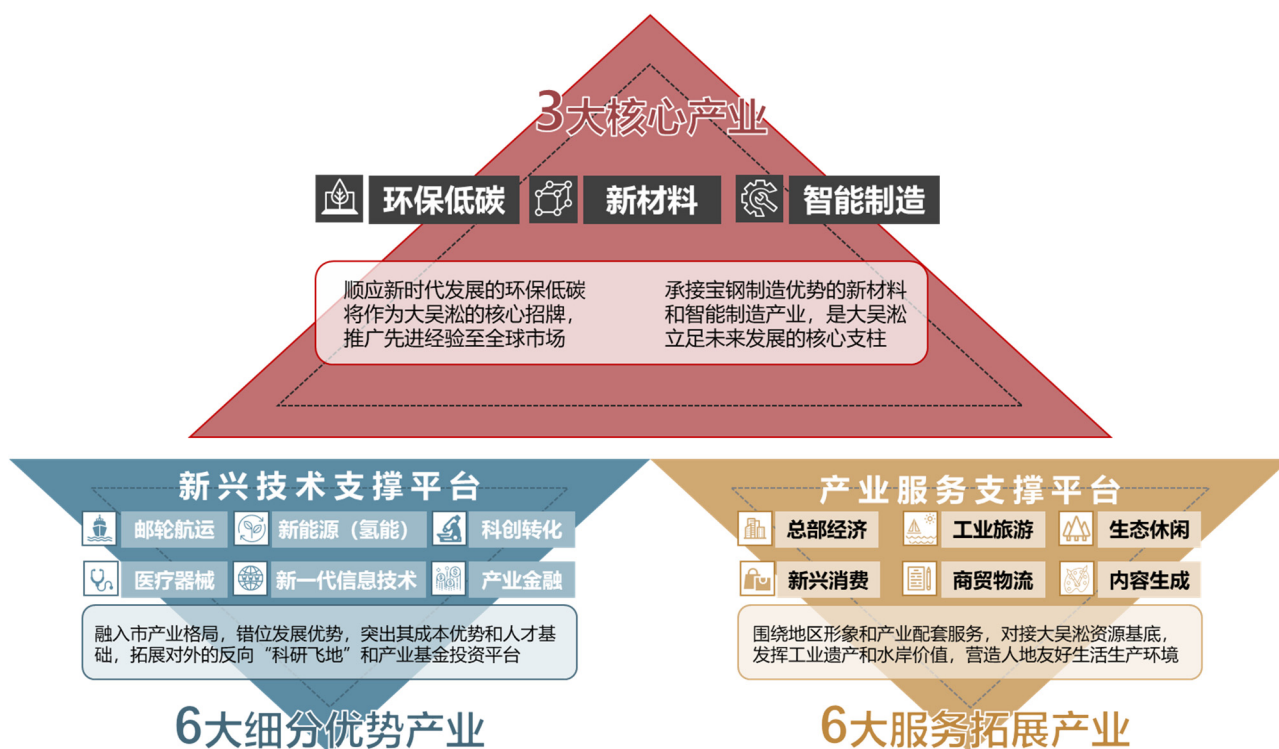 3大核心产业
环保低碳
新材料
智能制造
顺应新时代发展的环保低碳
将作为大吴淞的核心招牌，
推广先进经验至全球市场
承接宝钢制造优势的新材料
和智能制造产业，是大吴淞
立足未来发展的核心支柱
新兴技术支撑平台
邮轮航运
新能源（氢能）
科创转化
医疗器械
新一代信息技术
产业金融
融入市产业格局，错位发展优势，突出其成本优势和人才基
础，拓展对外的反向“科研飞地”和产业基金投资平台
6大细分优势产业
产业服务支撑平台
总部经济
工业旅游
生态休闲
新兴消费
商贸物流
内容生成
围绕地区形象和产业配套服务，对接大吴淞资源基底，
发挥工业遗产和水岸价值，营造人地友好生活生产环境
6大服务拓展产业